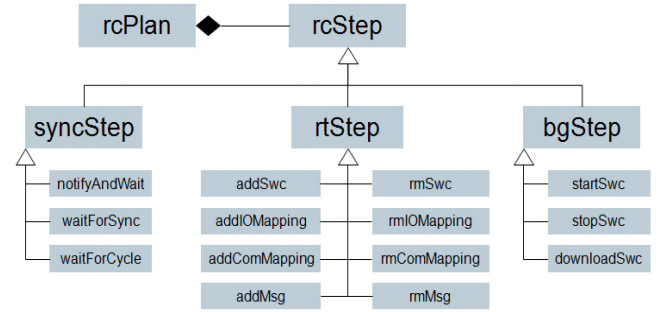 rcPlan
rcStep
syncStep
rtStep
bgStep
notifyAndWait
addSwc
rmSwc
startSwc
waitForSync
addIOMapping
rmIOMapping
stopSwc
waitForCycle
addComMapping
rmComMapping
downloadSwc
addMsg
rmMsg